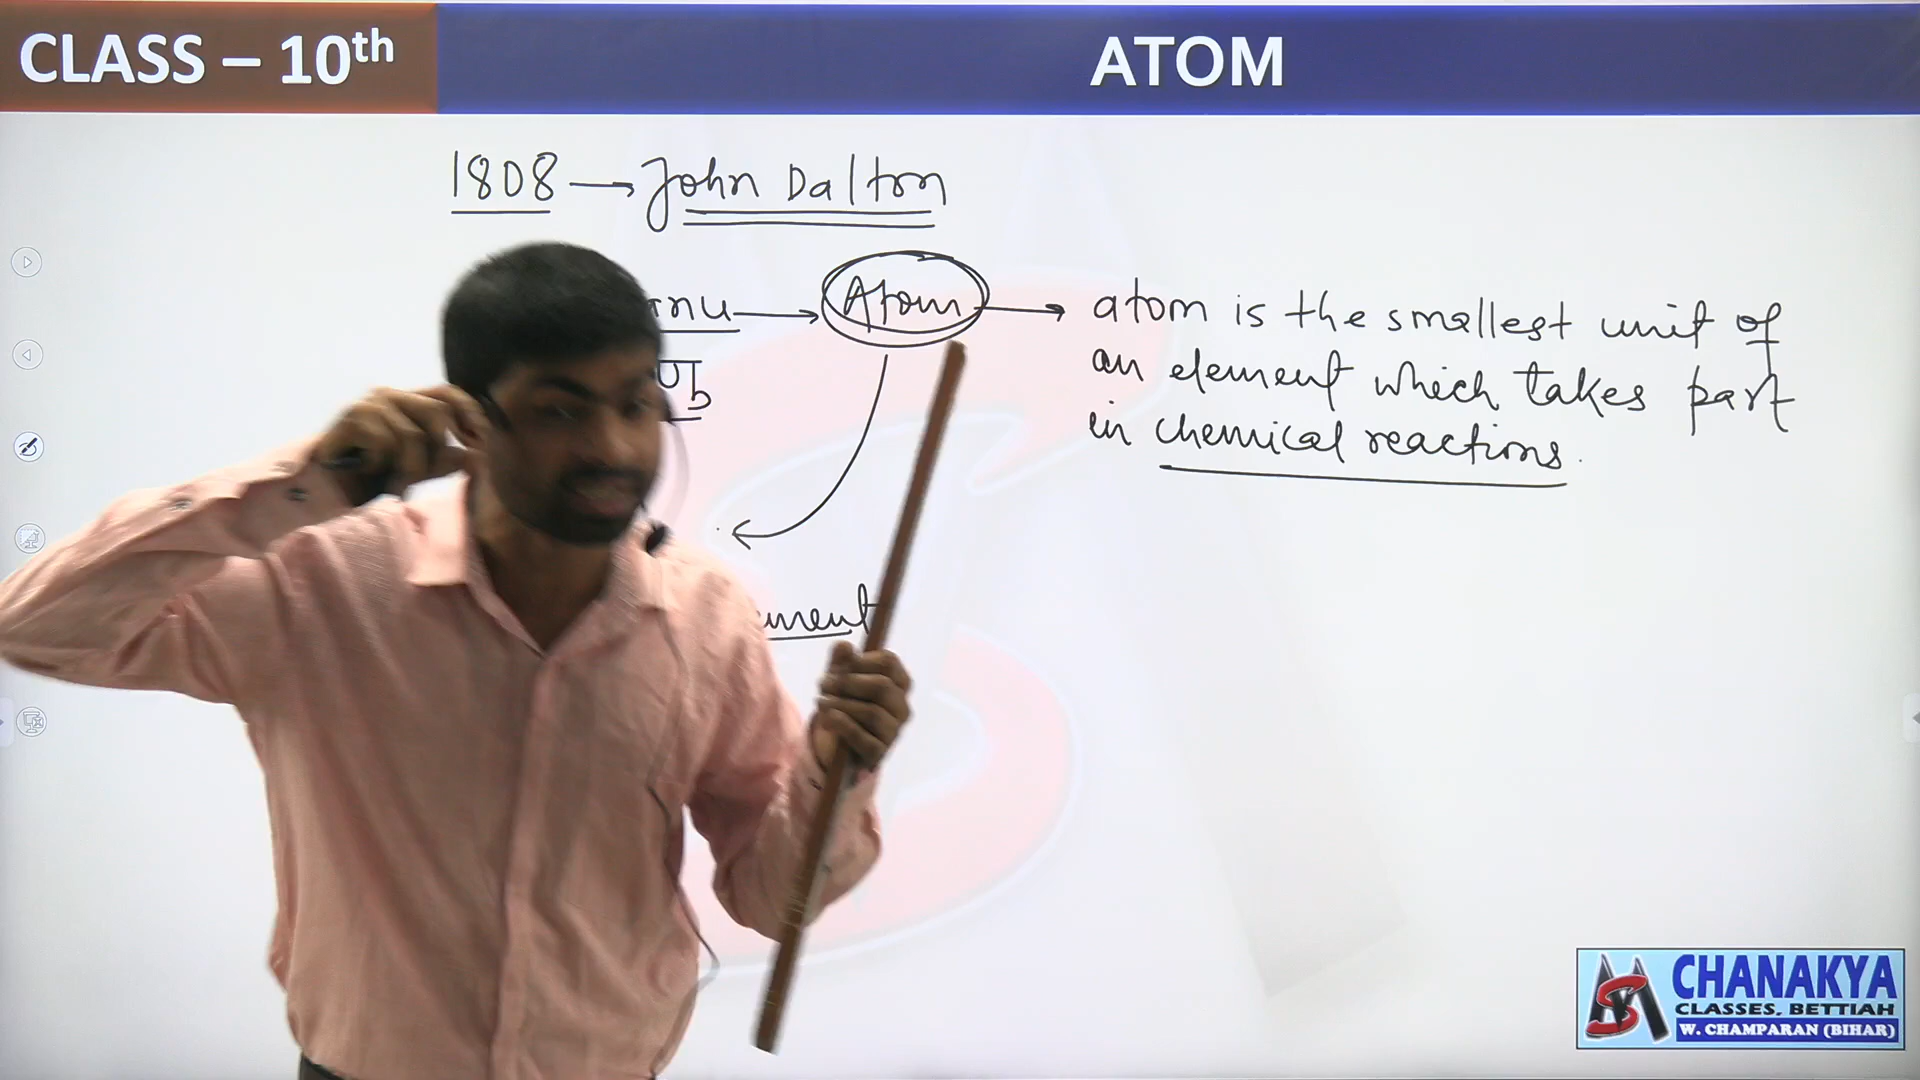 CLASS – 10th
ATOM
1808 → John Dalton
Atom → atom is the smallest unit of
an element which takes part
in chemical reactions.
CHANAKYA
CLASSES, BETTIAH
W. CHAMPARAN (BIHAR)